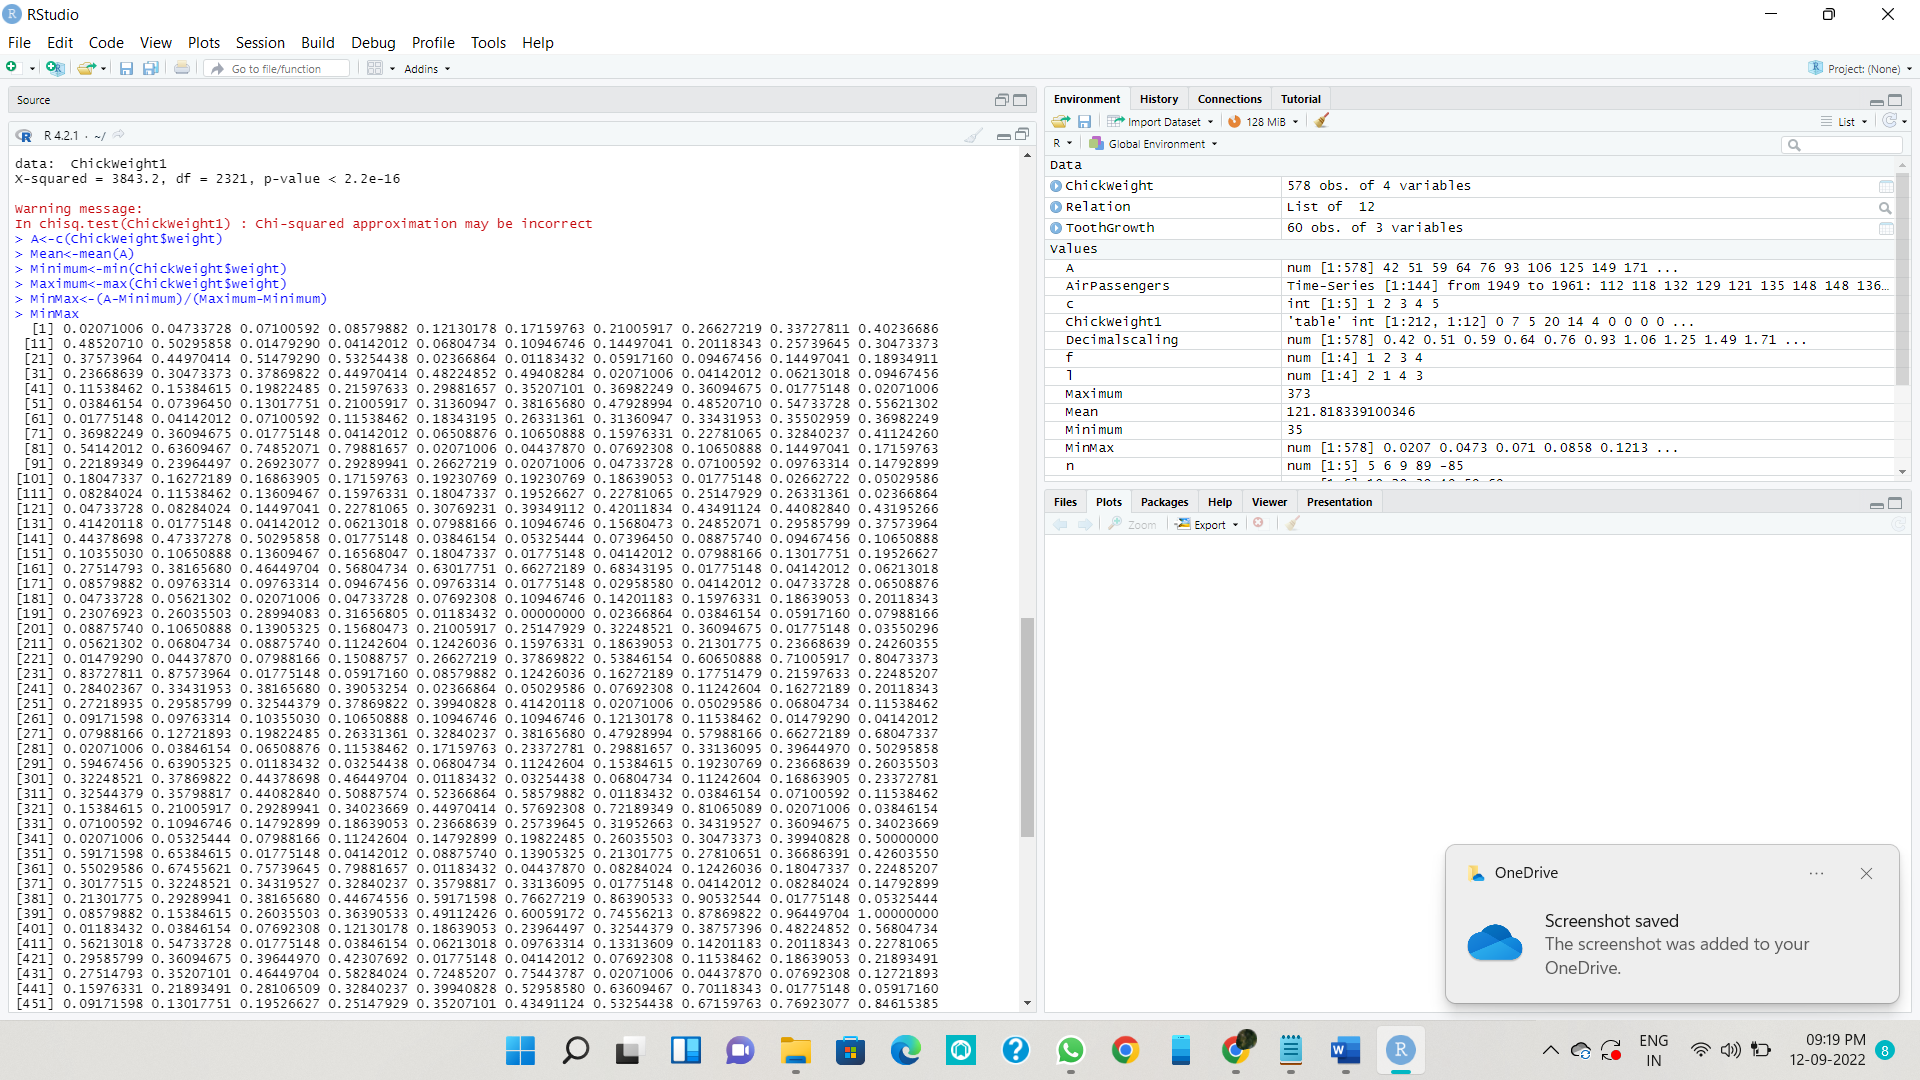 RStudio
File Edit Code View Plots Session Build Debug Profile Tools Help
Go to file/function Addins Project: (None)
Source
R 4.2.1 · ~/
data: ChickWeight1
X-squared = 3843.2, df = 2321, p-value < 2.2e-16
Warning message:
In chisq.test(ChickWeight1) : Chi-squared approximation may be incorrect
> A<-c(ChickWeight$weight)
> Mean<-mean(A)
> Minimum<-min(ChickWeight$weight)
> Maximum<-max(ChickWeight$weight)
> MinMax<-(A-Minimum)/(Maximum-Minimum)
> MinMax
[1] 0.02071006 0.04733728 0.07100592 0.08579882 0.12130178 0.17159763 0.21005917 0.26627219 0.33727811 0.40236686
[11] 0.48520710 0.50295858 0.01479290 0.04142012 0.06804734 0.10946746 0.14497041 0.20118343 0.25739645 0.30473373
[21] 0.37573964 0.44970414 0.51479290 0.53254438 0.02366864 0.01183432 0.05917160 0.09467456 0.14497041 0.18934911
[31] 0.23668639 0.30473373 0.37869822 0.44970414 0.48224852 0.49408284 0.02071006 0.04142012 0.06213018 0.09467456
[41] 0.11538462 0.15384615 0.19822485 0.21597633 0.29881657 0.35207101 0.36982249 0.36094675 0.01775148 0.02071006
[51] 0.03846154 0.07396450 0.13017751 0.21005917 0.31360947 0.38165680 0.47928994 0.48520710 0.54733728 0.55621302
[61] 0.01775148 0.04142012 0.07100592 0.11538462 0.18343195 0.26331361 0.31360947 0.33431953 0.35502959 0.36982249
[71] 0.36982249 0.36094675 0.01775148 0.04142012 0.06508876 0.10650888 0.15976331 0.22781065 0.32840237 0.41124260
[81] 0.54142012 0.63609467 0.74852071 0.79881657 0.02071006 0.04437870 0.07692308 0.10650888 0.14497041 0.17159763
[91] 0.22189349 0.23964497 0.26923077 0.29289941 0.26627219 0.02071006 0.04733728 0.07100592 0.09763314 0.14792899
[101] 0.18047337 0.16272189 0.16863905 0.17159763 0.19230769 0.19230769 0.18639053 0.01775148 0.02662722 0.05029586
[111] 0.08284024 0.11538462 0.13609467 0.15976331 0.18047337 0.19526627 0.22781065 0.25147929 0.26331361 0.02366864
[121] 0.04733728 0.08284024 0.14497041 0.22781065 0.30769231 0.39349112 0.42011834 0.43491124 0.44082840 0.43195266
[131] 0.41420118 0.01775148 0.04142012 0.06213018 0.07988166 0.10946746 0.15680473 0.24852071 0.29585799 0.37573964
[141] 0.44378698 0.47337278 0.50295858 0.01775148 0.03846154 0.05325444 0.07396450 0.08875740 0.09467456 0.10650888
[151] 0.10355030 0.10650888 0.13609467 0.16568047 0.18047337 0.01775148 0.04142012 0.07988166 0.13017751 0.19526627
[161] 0.27514793 0.38165680 0.46449704 0.56804734 0.63017751 0.66272189 0.68343195 0.01775148 0.04142012 0.06213018
[171] 0.08579882 0.09763314 0.09763314 0.09467456 0.09763314 0.01775148 0.02958580 0.04142012 0.04733728 0.06508876
[181] 0.04733728 0.05621302 0.02071006 0.04733728 0.07692308 0.10946746 0.14201183 0.15976331 0.18639053 0.20118343
[191] 0.23076923 0.26035503 0.28994083 0.31656805 0.01183432 0.00000000 0.02366864 0.03846154 0.05917160 0.07988166
[201] 0.08875740 0.10650888 0.13905325 0.15680473 0.21005917 0.25147929 0.32248521 0.36094675 0.01775148 0.03550296
[211] 0.05621302 0.06804734 0.08875740 0.11242604 0.12426036 0.15976331 0.18639053 0.21301775 0.23668639 0.24260355
[221] 0.01479290 0.04437870 0.07988166 0.15088757 0.26627219 0.37869822 0.53846154 0.60650888 0.71005917 0.80473373
[231] 0.83727811 0.87573964 0.01775148 0.05917160 0.08579882 0.12426036 0.16272189 0.17751479 0.21597633 0.22485207
[241] 0.28402367 0.33431953 0.38165680 0.39053254 0.02366864 0.05029586 0.07692308 0.11242604 0.16272189 0.20118343
[251] 0.27218935 0.29585799 0.32544379 0.37869822 0.39940828 0.41420118 0.02071006 0.05029586 0.06804734 0.11538462
[261] 0.09171598 0.09763314 0.10355030 0.10650888 0.10946746 0.10946746 0.12130178 0.11538462 0.01479290 0.04142012
[271] 0.07988166 0.12721893 0.19822485 0.26331361 0.32840237 0.38165680 0.47928994 0.57988166 0.66272189 0.68047337
[281] 0.02071006 0.03846154 0.06508876 0.11538462 0.17159763 0.23372781 0.29881657 0.33136095 0.39644970 0.50295858
[291] 0.59467456 0.63905325 0.01183432 0.03254438 0.06804734 0.11242604 0.15384615 0.19230769 0.23668639 0.26035503
[301] 0.32248521 0.37869822 0.44378698 0.46449704 0.01183432 0.03254438 0.06804734 0.11242604 0.16863905 0.23372781
[311] 0.32544379 0.35798817 0.44082840 0.50887574 0.52366864 0.58579882 0.01183432 0.03846154 0.07100592 0.11538462
[321] 0.15384615 0.21005917 0.29289941 0.34023669 0.44970414 0.57692308 0.72189349 0.81065089 0.02071006 0.03846154
[331] 0.07100592 0.10946746 0.14792899 0.18639053 0.23668639 0.25739645 0.31952663 0.34319527 0.36094675 0.34023669
[341] 0.02071006 0.05325444 0.07988166 0.11242604 0.14792899 0.19822485 0.26035503 0.30473373 0.39940828 0.50000000
[351] 0.59171598 0.65384615 0.01775148 0.04142012 0.08875740 0.13905325 0.21301775 0.27810651 0.36686391 0.42603550
[361] 0.55029586 0.67455621 0.75739645 0.79881657 0.01183432 0.04437870 0.08284024 0.12426036 0.18047337 0.22485207
[371] 0.30177515 0.32248521 0.34319527 0.32840237 0.35798817 0.33136095 0.01775148 0.04142012 0.08284024 0.14792899
[381] 0.21301775 0.29289941 0.38165680 0.44674556 0.59171598 0.76627219 0.86390533 0.90532544 0.01775148 0.05325444
[391] 0.08579882 0.15384615 0.26035503 0.36390533 0.49112426 0.60059172 0.74556213 0.87869822 0.96449704 1.00000000
[401] 0.01183432 0.03846154 0.07692308 0.12130178 0.18639053 0.23964497 0.32544379 0.38757396 0.48224852 0.56804734
[411] 0.56213018 0.54733728 0.01775148 0.03846154 0.06213018 0.09763314 0.13313609 0.14201183 0.20118343 0.22781065
[421] 0.29585799 0.36094675 0.39644970 0.42307692 0.01775148 0.04142012 0.07692308 0.11538462 0.18639053 0.21893491
[431] 0.27514793 0.35207101 0.46449704 0.58284024 0.72485207 0.75443787 0.02071006 0.04437870 0.07692308 0.12721893
[441] 0.15976331 0.21893491 0.28106509 0.32840237 0.39940828 0.52958580 0.63609467 0.70118343 0.01775148 0.05917160
[451] 0.09171598 0.13017751 0.19526627 0.25147929 0.35207101 0.43491124 0.53254438 0.67159763 0.76923077 0.84615385
Environment History Connections Tutorial
Import Dataset 128 MiB List
R Global Environment
Data
ChickWeight 578 obs. of 4 variables
Relation List of 12
ToothGrowth 60 obs. of 3 variables
Values
A num [1:578] 42 51 59 64 76 93 106 125 149 171 ...
AirPassengers Time-Series [1:144] from 1949 to 1961: 112 118 132 129 121 135 148 148 136…
c int [1:5] 1 2 3 4 5
ChickWeight1 'table' int [1:212, 1:12] 0 7 5 20 14 4 0 0 0 0 ...
Decimalscaling num [1:578] 0.42 0.51 0.59 0.64 0.76 0.93 1.06 1.25 1.49 1.71 ...
f num [1:4] 1 2 3 4
l num [1:4] 2 1 4 3
Maximum 373
Mean 121.818339100346
Minimum 35
MinMax num [1:578] 0.0207 0.0473 0.071 0.0858 0.1213 ...
n num [1:5] 5 6 9 89 -85
Files Plots Packages Help Viewer Presentation
Zoom Export
OneDrive
Screenshot saved
The screenshot was added to your
OneDrive.
ENG
IN
09:19 PM
12-09-2022
8